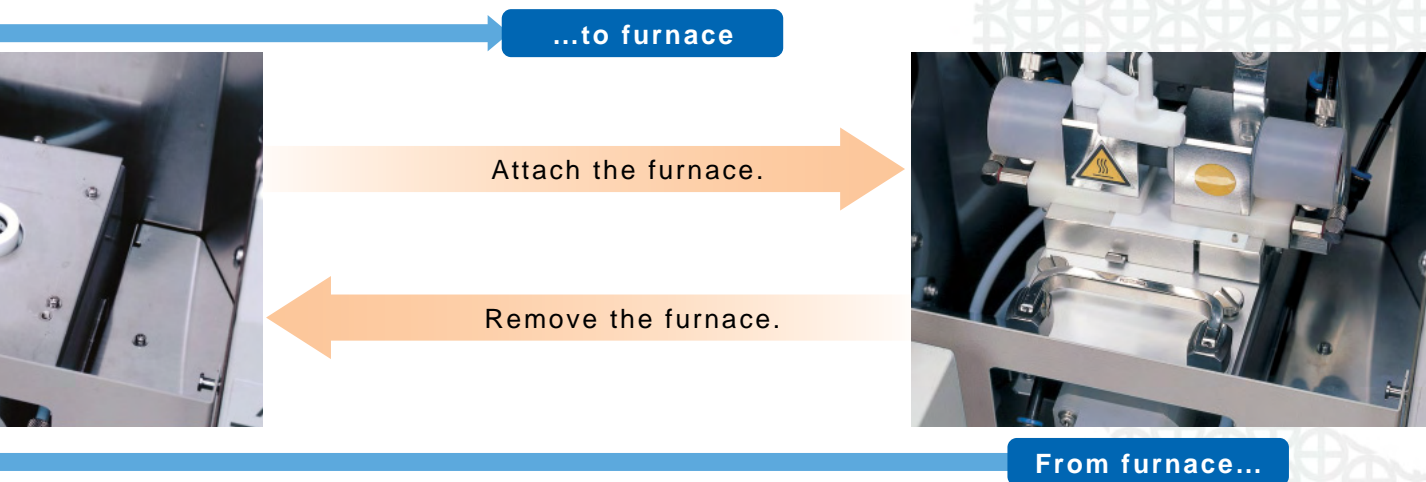 ...to furnace
Attach the furnace.
Remove the furnace.
From furnace...